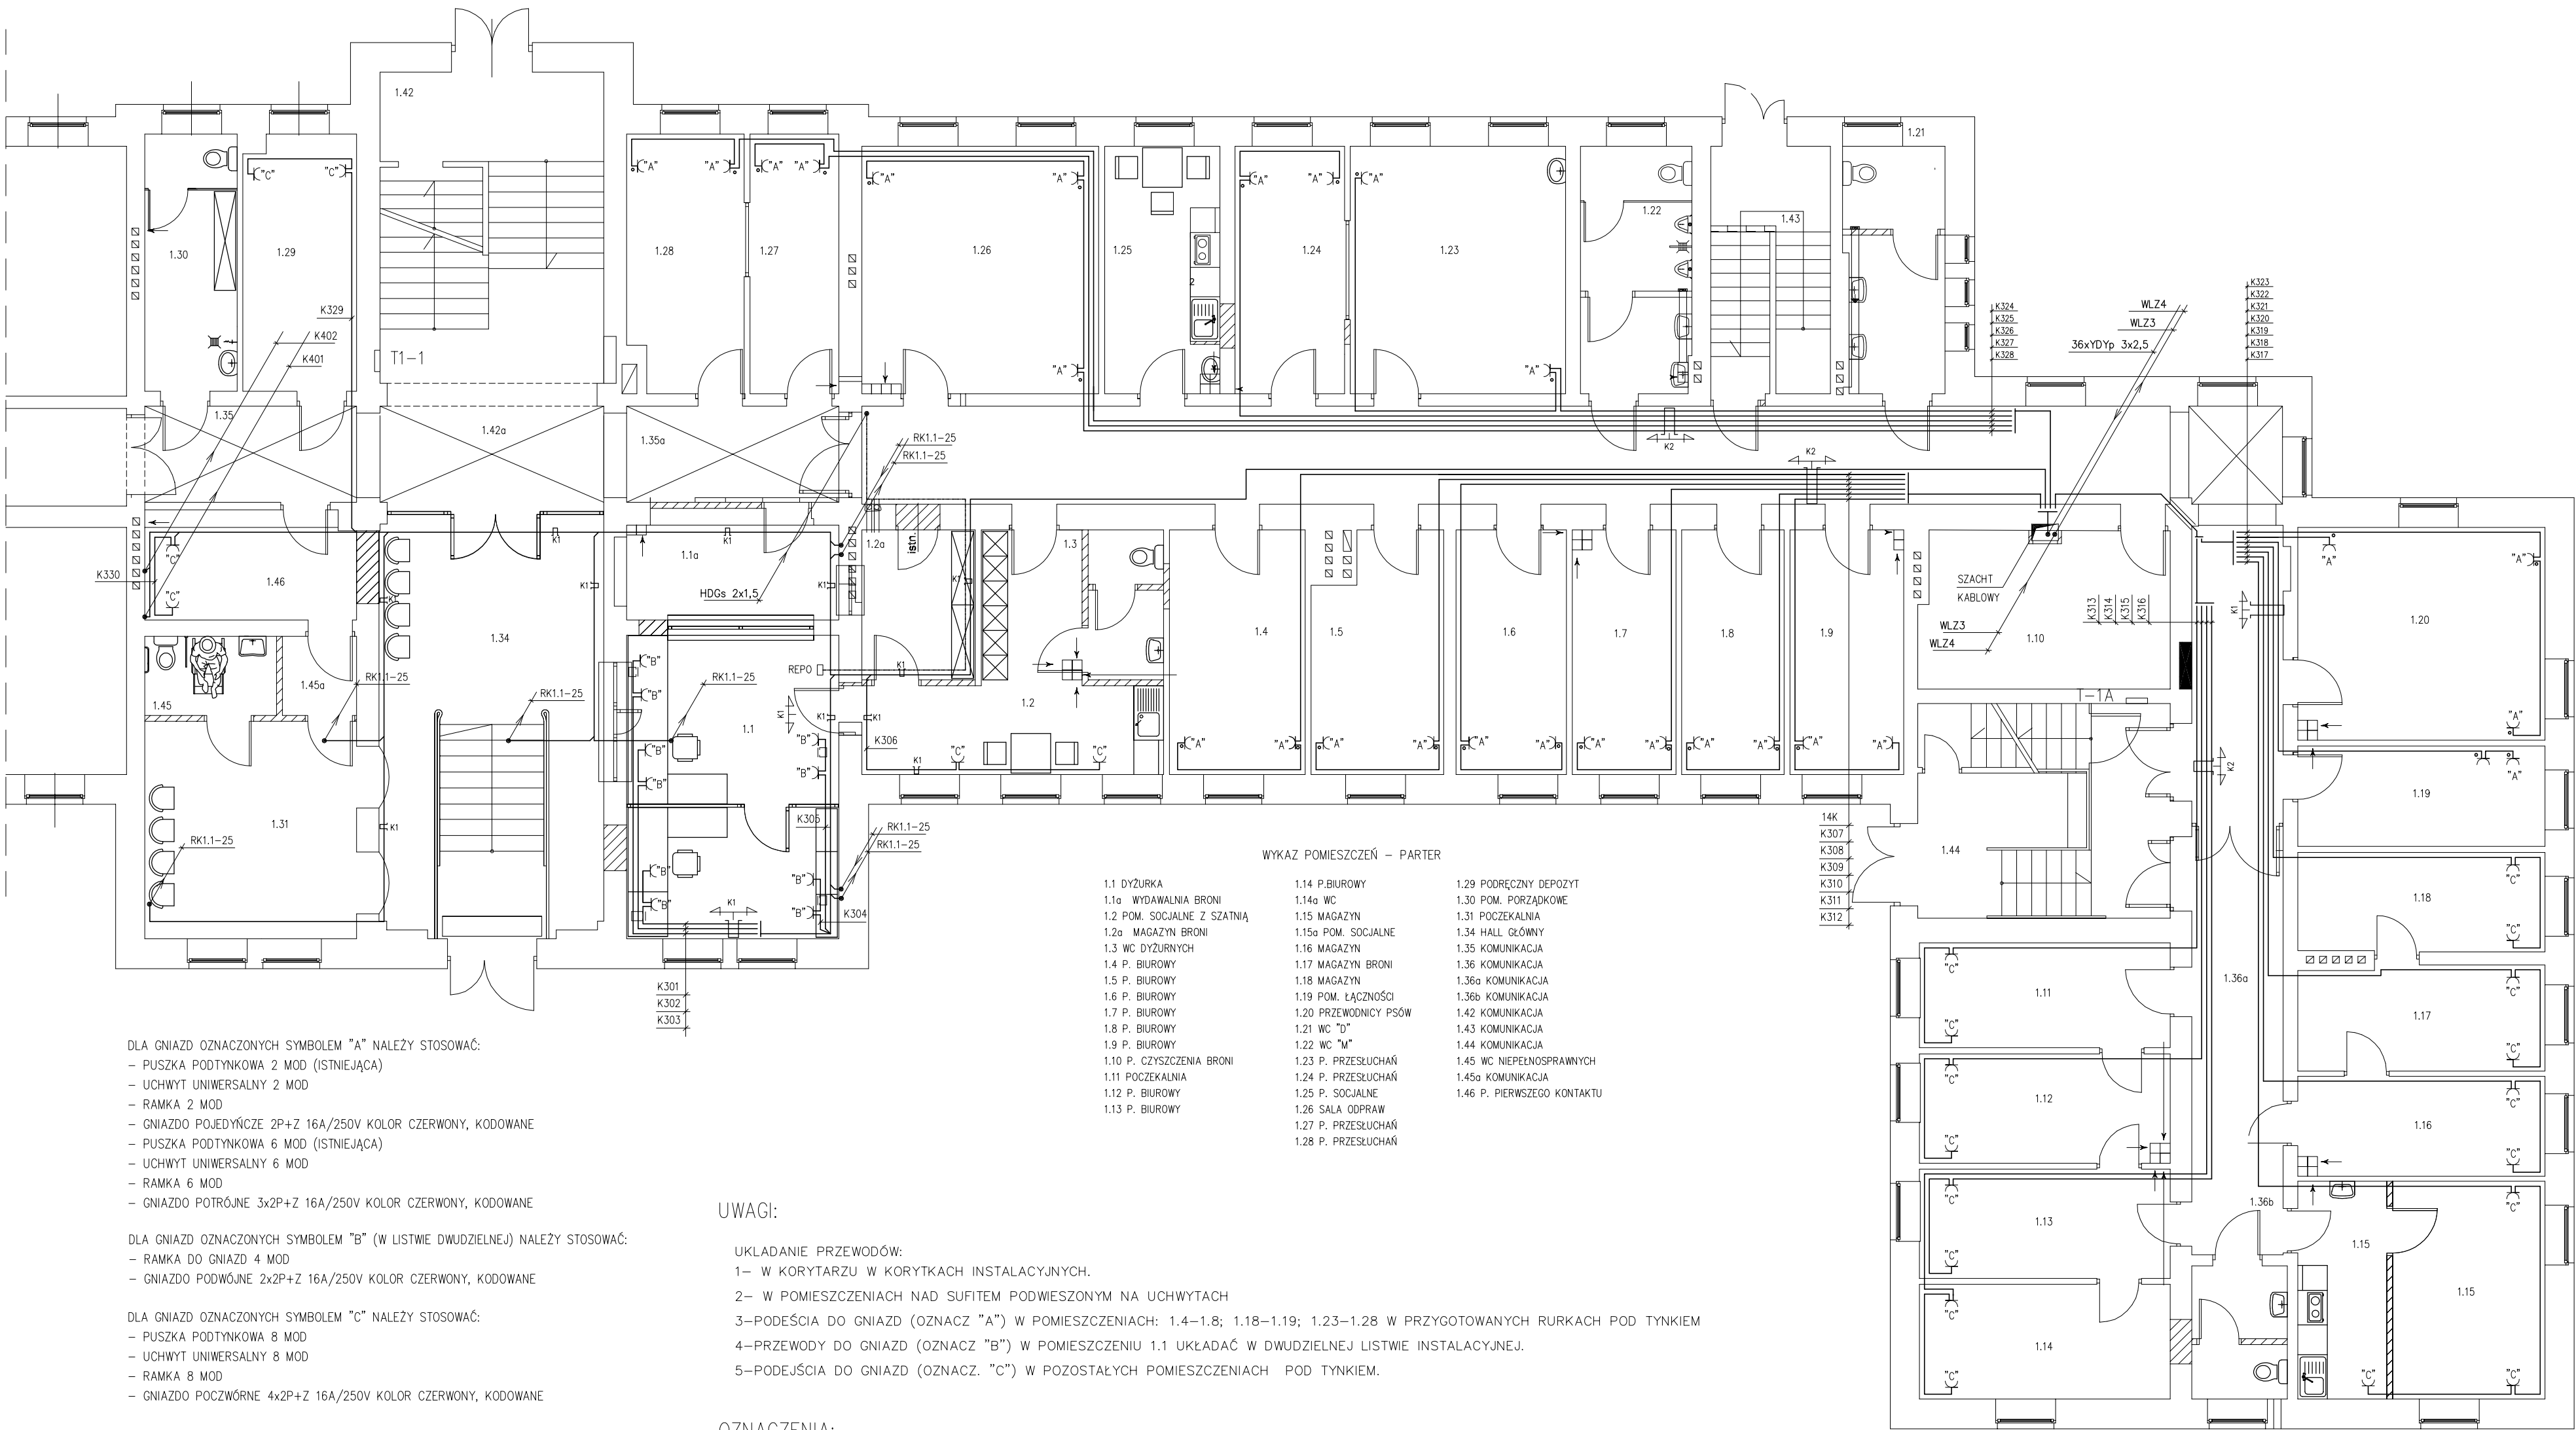 1.42
1.21
"C"
"C"
"A"
"A"
"A"
"A"
"A"
"A"
"A"
"A"
"A"
1.30
1.29
1.28
1.27
1.26
1.25
1.24
1.23
1.22
1.43
2
"A"
"A"
K329
K402
K401
T1-1
K324
K325
K326
K327
K328
WLZ4
WLZ3
36xYDYp 3x2,5
K323
K322
K321
K320
K319
K318
K317
1.35
1.42a
1.35a
RK1.1-25
RK1.1-25
K2
K2
K1
K1
1.1a
1.2a
istn.
1.3
"C"
K330
1.46
"C"
K1
K1
K1
K1
HDGs 2x1,5
1.34
REPO
K1
1.4
1.5
1.6
1.7
1.8
1.9
SZACHT
KABLOWY
WLZ3
WLZ4
1.10
K313
K314
K315
K316
K1
"A"
"A"
1.20
"A"
1.45
1.45a
RK1.1-25
RK1.1-25
RK1.1-25
"B"
"B"
"B"
"B"
K1
1.1
"B"
"B"
K1
K1
K306
1.2
"C"
"C"
K1
"A"
"A"
"A"
"A"
"A"
"A"
"A"
"A"
"A"
"A"
"A"
"A"
T-1A
K2
"A"
1.19
1.31
K1
RK1.1-25
K305
RK1.1-25
RK1.1-25
"B"
"B"
"B"
"B"
K304
K1
K301
K302
K303
14K
K307
K308
K309
K310
K311
K312
1.44
"C"
1.18
"C"
"C"
1.11
"C"
1.36a
"C"
1.17
"C"
"C"
1.12
"C"
"C"
1.16
"C"
"C"
1.13
"C"
1.36b
"C"
1.15
1.15
"C"
1.14
"C"
"C"
"C"
WYKAZ POMIESZCZEŃ – PARTER
1.1 DYŻURKA
1.1a WYDAWALNIA BRONI
1.2 POM. SOCJALNE Z SZATNIĄ
1.2a MAGAZYN BRONI
1.3 WC DYŻURNYCH
1.4 P. BIUROWY
1.5 P. BIUROWY
1.6 P. BIUROWY
1.7 P. BIUROWY
1.8 P. BIUROWY
1.9 P. BIUROWY
1.10 P. CZYSZCZENIA BRONI
1.11 POCZEKALNIA
1.12 P. BIUROWY
1.13 P. BIUROWY
1.14 P.BIUROWY
1.14a WC
1.15 MAGAZYN
1.15a POM. SOCJALNE
1.16 MAGAZYN
1.17 MAGAZYN BRONI
1.18 MAGAZYN
1.19 POM. ŁĄCZNOŚCI
1.20 PRZEWODNICY PSÓW
1.21 WC "D"
1.22 WC "M"
1.23 P. PRZESŁUCHAŃ
1.24 P. PRZESŁUCHAŃ
1.25 P. SOCJALNE
1.26 SALA ODPRAW
1.27 P. PRZESŁUCHAŃ
1.28 P. PRZESŁUCHAŃ
1.29 PODRĘCZNY DEPOZYT
1.30 POM. PORZĄDKOWE
1.31 POCZEKALNIA
1.34 HALL GŁÓWNY
1.35 KOMUNIKACJA
1.36 KOMUNIKACJA
1.36a KOMUNIKACJA
1.36b KOMUNIKACJA
1.42 KOMUNIKACJA
1.43 KOMUNIKACJA
1.44 KOMUNIKACJA
1.45 WC NIEPEŁNOSPRAWNYCH
1.45a KOMUNIKACJA
1.46 P. PIERWSZEGO KONTAKTU
DLA GNIAZD OZNACZONYCH SYMBOLEM "A" NALEŻY STOSOWAĆ:
– PUSZKA PODTYNKOWA 2 MOD (ISTNIEJĄCA)
– UCHWYT UNIWERSALNY 2 MOD
– RAMKA 2 MOD
– GNIAZDO POJEDYŃCZE 2P+Z 16A/250V KOLOR CZERWONY, KODOWANE
– PUSZKA PODTYNKOWA 6 MOD (ISTNIEJĄCA)
– UCHWYT UNIWERSALNY 6 MOD
– RAMKA 6 MOD
– GNIAZDO POTRÓJNE 3x2P+Z 16A/250V KOLOR CZERWONY, KODOWANE
DLA GNIAZD OZNACZONYCH SYMBOLEM "B" (W LISTWIE DWUDZIELNEJ) NALEŻY STOSOWAĆ:
– RAMKA DO GNIAZD 4 MOD
– GNIAZDO PODWÓJNE 2x2P+Z 16A/250V KOLOR CZERWONY, KODOWANE
DLA GNIAZD OZNACZONYCH SYMBOLEM "C" NALEŻY STOSOWAĆ:
– PUSZKA PODTYNKOWA 8 MOD
– UCHWYT UNIWERSALNY 8 MOD
– RAMKA 8 MOD
– GNIAZDO POCZWÓRNE 4x2P+Z 16A/250V KOLOR CZERWONY, KODOWANE
UWAGI:
UKLADANIE PRZEWODÓW:
1– W KORYTARZU W KORYTKACH INSTALACYJNYCH.
2– W POMIESZCZENIACH NAD SUFITEM PODWIESZONYM NA UCHWYTACH
3–PODEŚCIA DO GNIAZD (OZNACZ "A") W POMIESZCZENIACH: 1.4–1.8; 1.18–1.19; 1.23–1.28 W PRZYGOTOWANYCH RURKACH POD TYNKIEM
4–PRZEWODY DO GNIAZD (OZNACZ "B") W POMIESZCZENIU 1.1 UKŁADAĆ W DWUDZIELNEJ LISTWIE INSTALACYJNEJ.
5–PODEJŚCIA DO GNIAZD (OZNACZ. "C") W POZOSTAŁYCH POMIESZCZENIACH POD TYNKIEM.
OZNACZENIA: